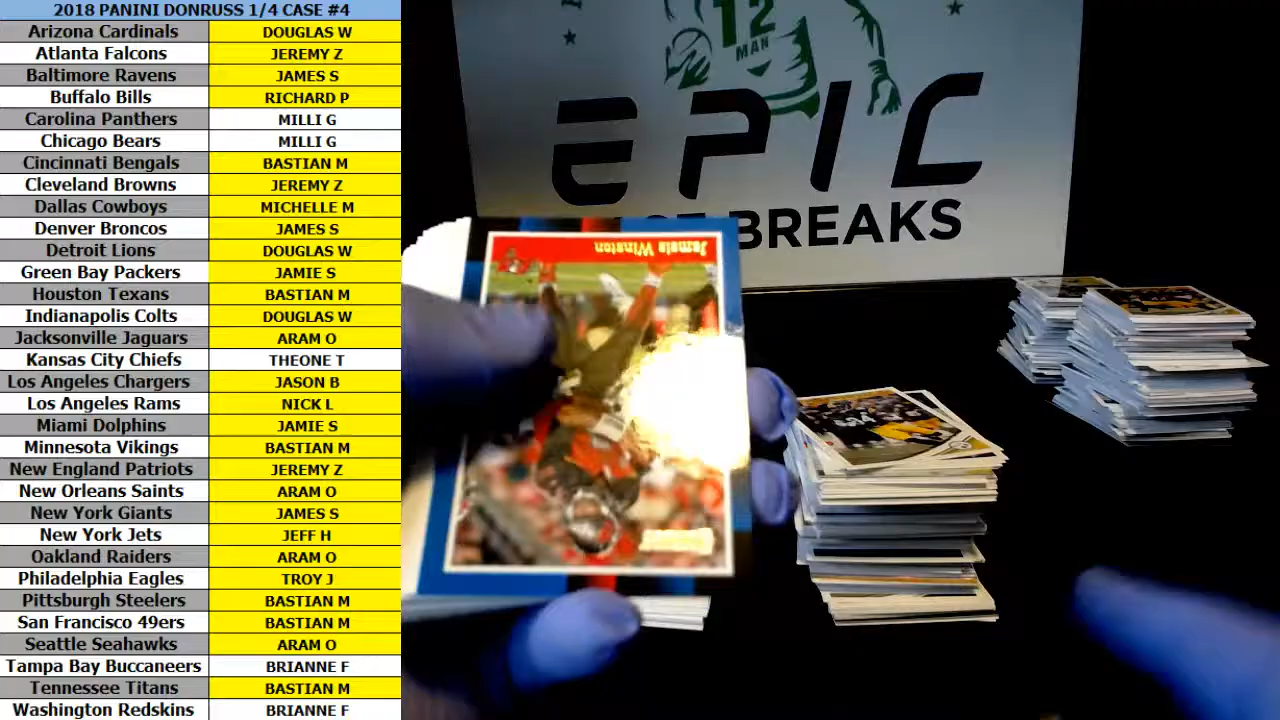 2018 PANINI DONRUSS 1/4 CASE #4
Arizona Cardinals DOUGLAS W
Atlanta Falcons JEREMY Z
Baltimore Ravens JAMES S
Buffalo Bills RICHARD P
Carolina Panthers MILLI G
Chicago Bears MILLI G
Cincinnati Bengals BASTIAN M
Cleveland Browns JEREMY Z
Dallas Cowboys MICHELLE M
Denver Broncos JAMES S
Detroit Lions DOUGLAS W
Green Bay Packers JAMIE S
Houston Texans BASTIAN M
Indianapolis Colts DOUGLAS W
Jacksonville Jaguars ARAM O
Kansas City Chiefs THEONE T
Los Angeles Chargers JASON B
Los Angeles Rams NICK L
Miami Dolphins JAMIE S
Minnesota Vikings BASTIAN M
New England Patriots JEREMY Z
New Orleans Saints ARAM O
New York Giants JAMES S
New York Jets JEFF H
Oakland Raiders ARAM O
Philadelphia Eagles TROY J
Pittsburgh Steelers BASTIAN M
San Francisco 49ers BASTIAN M
Seattle Seahawks ARAM O
Tampa Bay Buccaneers BRIANNE F
Tennessee Titans BASTIAN M
Washington Redskins BRIANNE F
12
MAN
EPIC
BREAKS
Jameis Winston